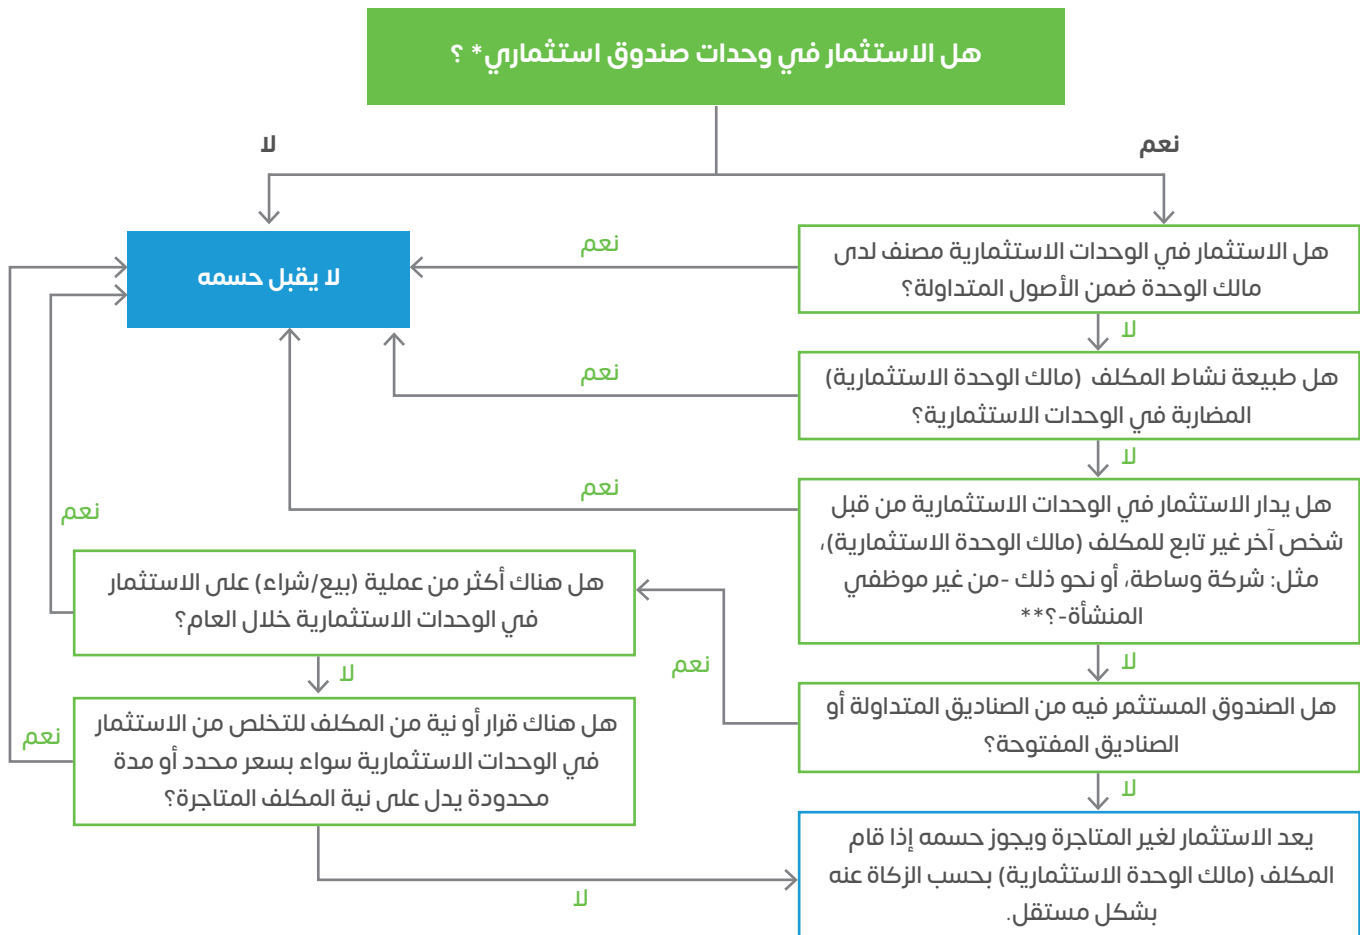 هل الاستثمار في وحدات صندوق استثماري* ؟
نعم
لا
هل الاستثمار في الوحدات الاستثمارية مصنف لدى
مالك الوحدة ضمن الأصول المتداولة؟
نعم
لا يقبل حسمه
لا
هل طبيعة نشاط المكلف (مالك الوحدة الاستثمارية)
المضاربة في الوحدات الاستثمارية؟
نعم
لا
هل يدار الاستثمار في الوحدات الاستثمارية من قبل
شخص آخر غير تابع للمكلف (مالك الوحدة الاستثمارية)،
مثل: شركة وساطة، أو نحو ذلك -من غير موظفي
المنشأة-؟**
نعم
لا
هل الصندوق المستثمر فيه من الصناديق المتداولة أو
الصناديق المفتوحة؟
نعم
هل هناك أكثر من عملية (بيع/شراء) على الاستثمار
في الوحدات الاستثمارية خلال العام؟
نعم
لا
هل هناك قرار أو نية من المكلف للتخلص من الاستثمار
في الوحدات الاستثمارية سواء بسعر محدد أو مدة
محدودة يدل على نية المكلف المتاجرة؟
نعم
لا
لا
يعد الاستثمار لغير المتاجرة ويجوز حسمه إذا قام
المكلف (مالك الوحدة الاستثمارية) بحسب الزكاة عنه
بشكل مستقل.